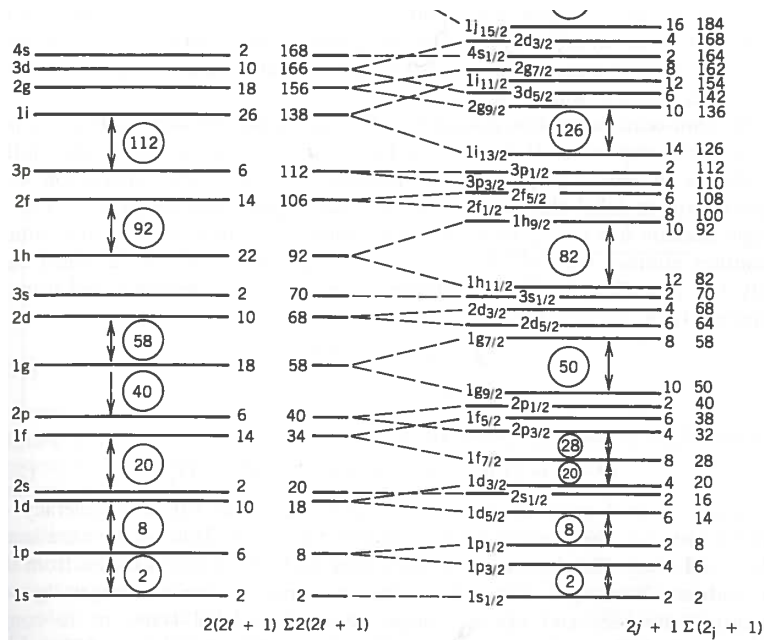 4s 2 168
3d 10 166
2g 18 156
1i 26 138
112
3p 6 112
2f 14 106
92
1h 22 92
3s 2 70
2d 10 68
58
1g 18 58
40
2p 6 40
1f 14 34
20
2s 2 20
1d 10 18
8
1p 6 8
2
1s 2 2
2(2ℓ + 1) Σ2(2ℓ + 1)
1j15/2 16 184
2d3/2 4 168
4s1/2 2 164
2g7/2 8 162
1i11/2 12 154
3d5/2 6 142
2g9/2 10 136
126
1i13/2 14 126
3p1/2 2 112
3p3/2 4 110
2f5/2 6 108
2f1/2 8 100
1h9/2 10 92
82
1h11/2 12 82
3s1/2 2 70
2d3/2 4 68
2d5/2 6 64
1g7/2 8 58
50
1g9/2 10 50
2p1/2 2 40
1f5/2 6 38
2p3/2 4 32
28
1f7/2 8 28
20
1d3/2 4 20
2s1/2 2 16
1d5/2 6 14
8
1p1/2 2 8
1p3/2 4 6
2
1s1/2 2 2
2j + 1 Σ(2j + 1)